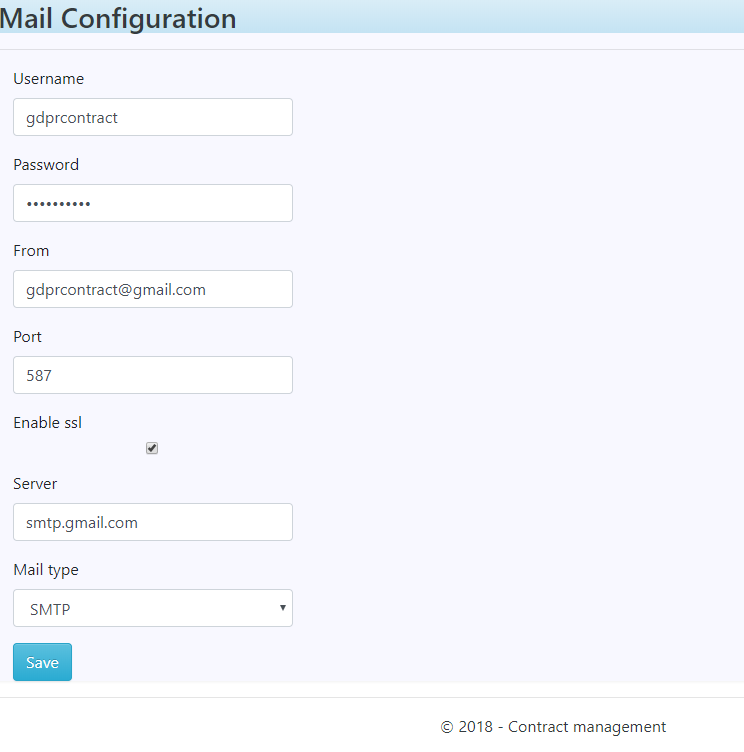 Mail Configuration
Username
gdprcontract
Password
••••••••••
From
gdprcontract@gmail.com
Port
587
Enable ssl
Server
smtp.gmail.com
Mail type
SMTP
Save
© 2018 - Contract management